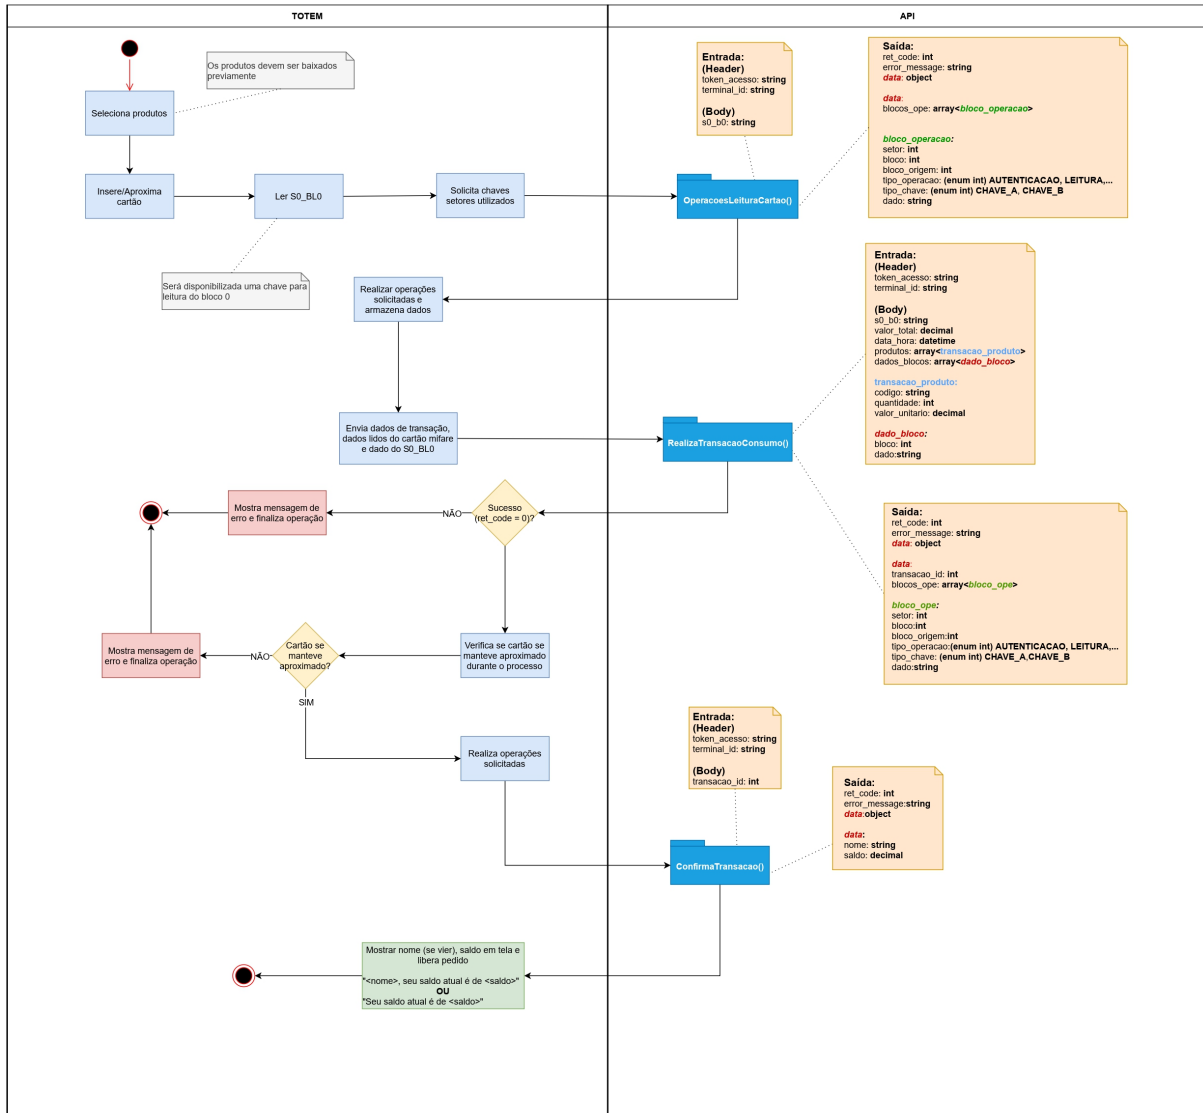 TOTEM
API
Os produtos devem ser baixados
previamente
Seleciona produtos
Insere/Aproxima
cartão
Ler S0_BL0
Solicita chaves
setores utilizados
Será disponibilizada uma chave para
leitura do bloco 0
Entrada:
(Header)
token_acesso: string
terminal_id: string
(Body)
s0_b0: string
OperacoesLeituraCartao()
Saída:
ret_code: int
error_message: string
data: object
data:
blocos_ope: array<bloco_operacao>
bloco_operacao:
setor: int
bloco: int
bloco_origem: int
tipo_operacao: (enum int) AUTENTICACAO, LEITURA,...
tipo_chave: (enum int) CHAVE_A, CHAVE_B
dado: string
Realizar operações
solicitadas e
armazena dados
Envia dados de transação,
dados lidos do cartão mifare
e dado do S0_BL0
RealizaTransacaoConsumo()
Entrada:
(Header)
token_acesso: string
terminal_id: string
(Body)
s0_b0: string
valor_total: decimal
data_hora: datetime
produtos: array<transacao_produto>
dados_blocos: array<dado_bloco>
transacao_produto:
codigo: string
quantidade: int
valor_unitario: decimal
dado_bloco:
bloco: int
dado:string
Saída:
ret_code: int
error_message: string
data: object
data:
transacao_id: int
blocos_ope: array<bloco_ope>
bloco_ope:
setor: int
bloco:int
bloco_origem:int
tipo_operacao:(enum int) AUTENTICACAO, LEITURA,...
tipo_chave: (enum int) CHAVE_A,CHAVE_B
dado:string
Sucesso
(ret_code = 0)?
NÃO
Mostra mensagem de
erro e finaliza operação
Verifica se cartão se
manteve aproximado
durante o processo
Cartão se
manteve
aproximado?
NÃO
Mostra mensagem de
erro e finaliza operação
SIM
Realiza operações
solicitadas
Entrada:
(Header)
token_acesso: string
terminal_id: string
(Body)
transacao_id: int
ConfirmaTransacao()
Saída:
ret_code: int
error_message:string
data:object
data:
nome: string
saldo: decimal
Mostrar nome (se vier), saldo em tela e
libera pedido
"<nome>, seu saldo atual é de <saldo>"
OU
"Seu saldo atual é de <saldo>"